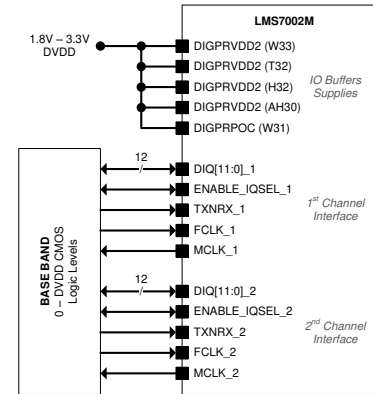 LMS7002M
1.8V – 3.3V
DVDD
DIGPRVDD2 (W33)
DIGPRVDD2 (T32)
DIGPRVDD2 (H32)
DIGPRVDD2 (AH30)
DIGPRPOC (W31)
IO Buffers
Supplies
BASE BAND
0 – DVDD CMOS
Logic Levels
12
DIQ[11:0]_1
ENABLE_IQSEL_1
TXNRX_1
FCLK_1
MCLK_1
1st Channel
Interface
12
DIQ[11:0]_2
ENABLE_IQSEL_2
TXNRX_2
FCLK_2
MCLK_2
2nd Channel
Interface